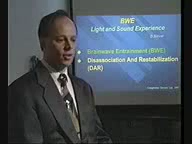 BWE
Light and Sound Experience
Brainwave Entrainment (BWE)
Disassociation And Restabilization
(DAR)